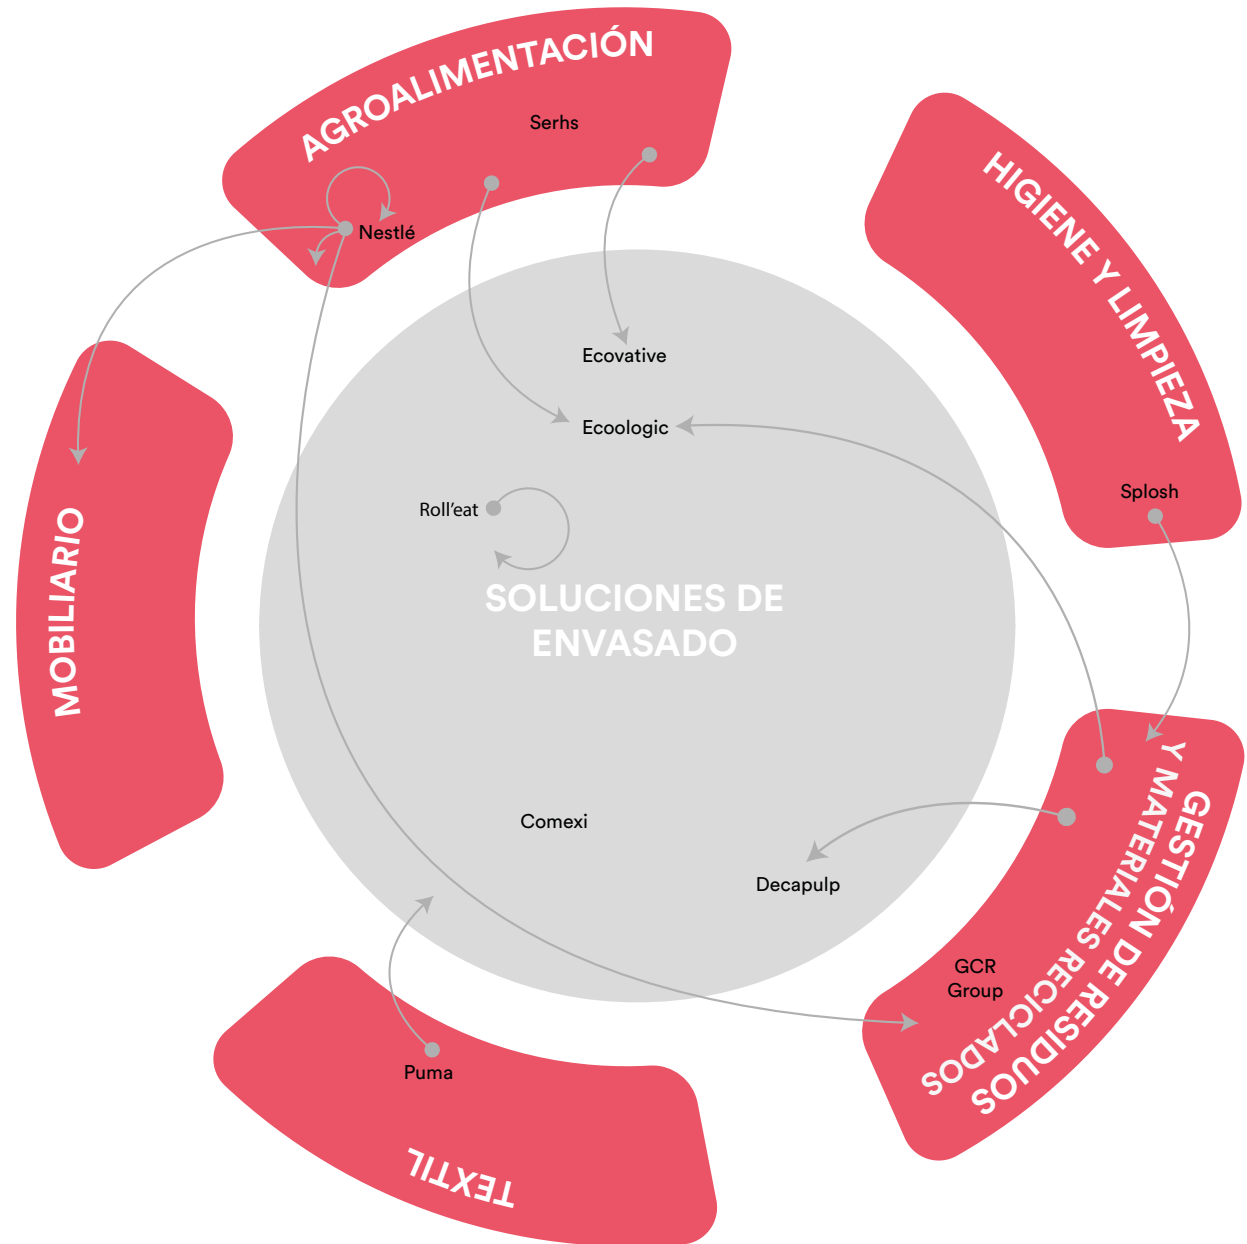 AGROALIMENTACIÓN
Serhs
Nestlé
HIGIENE Y LIMPIEZA
Splosh
Ecovative
Ecoologic
Roll'eat
SOLUCIONES DE
ENVASADO
MOBILIARIO
Comexi
Decapulp
GESTIÓN DE RESIDUOS
Y MATERIALES RECICLADOS
GCR
Group
Puma
TEXTIL